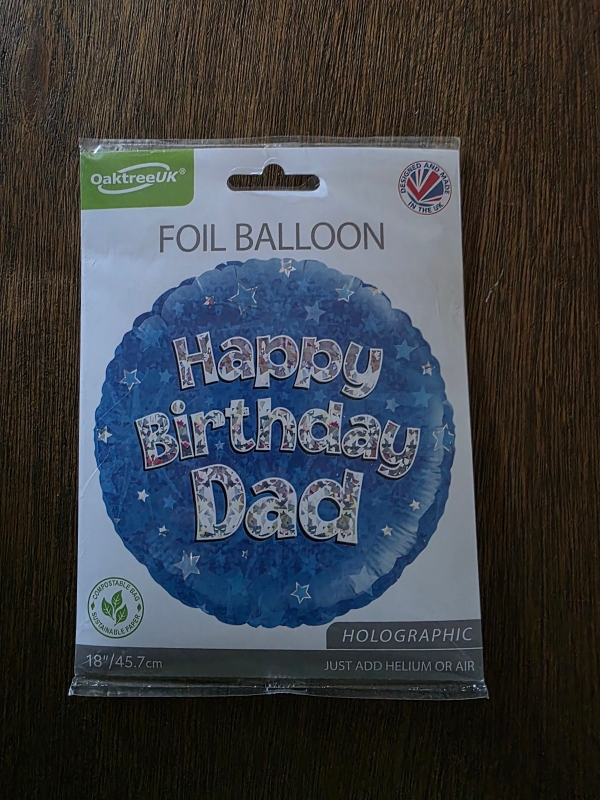 OaktreeUK®
DESIGNED AND MADE
IN THE UK
FOIL BALLOON
Happy
Birthday
Dad
COMPOSTABLE BAG
SUSTAINABLE PAPER
HOLOGRAPHIC
18"/45.7cm
JUST ADD HELIUM OR AIR